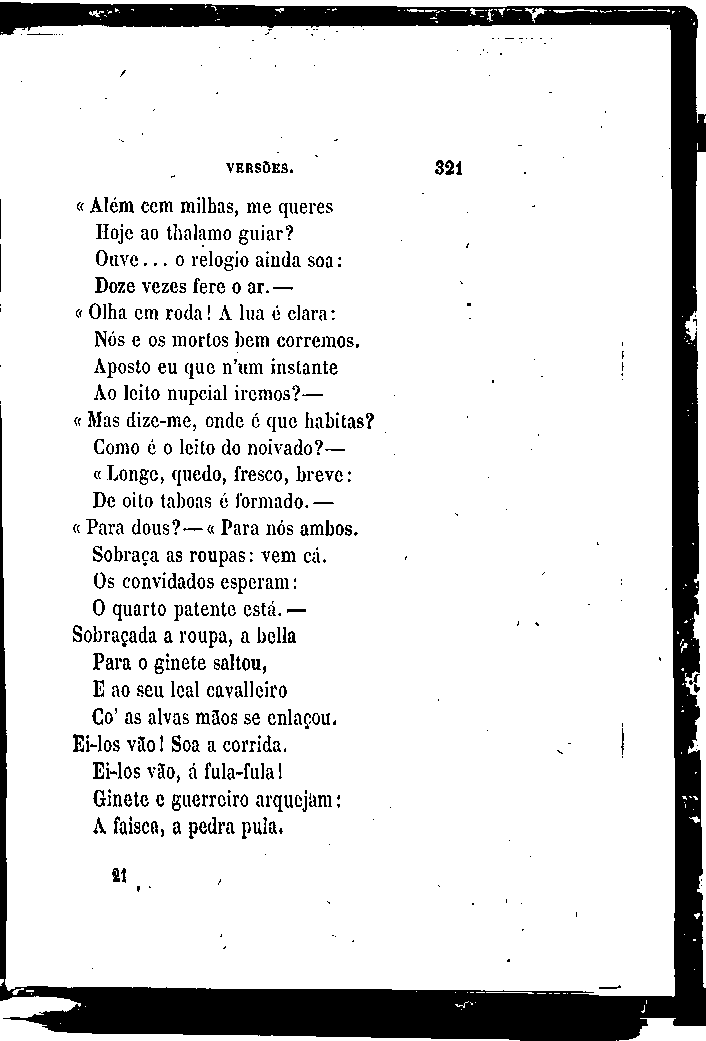 VERSÕES. 321
« Além cem milhas, me queres
Hoje ao thalamo guiar?
Ouve... o relogio ainda soa:
Doze vezes fere o ar.—
« Olha em roda! A lua é clara:
Nós e os mortos bem corremos.
Aposto eu que n'um instante
Ao leito nupcial iremos?—
« Mas dize-me, onde é que habitas?
Como é o leito do noivado?—
« Longe, quedo, fresco, breve:
De oito taboas é formado.—
« Para dous?—« Para nós ambos.
Sobraça as roupas: vem cá.
Os convidados esperam:
O quarto patente está.—
Sobraçada a roupa, a bella
Para o ginete saltou,
E ao seu leal cavalleiro
Co' as alvas mãos se enlaçou.
Ei-los vão! Soa a corrida.
Ei-los vão, á fula-fula!
Ginete e guerreiro arquejam:
A faisca, a pedra pula.
21